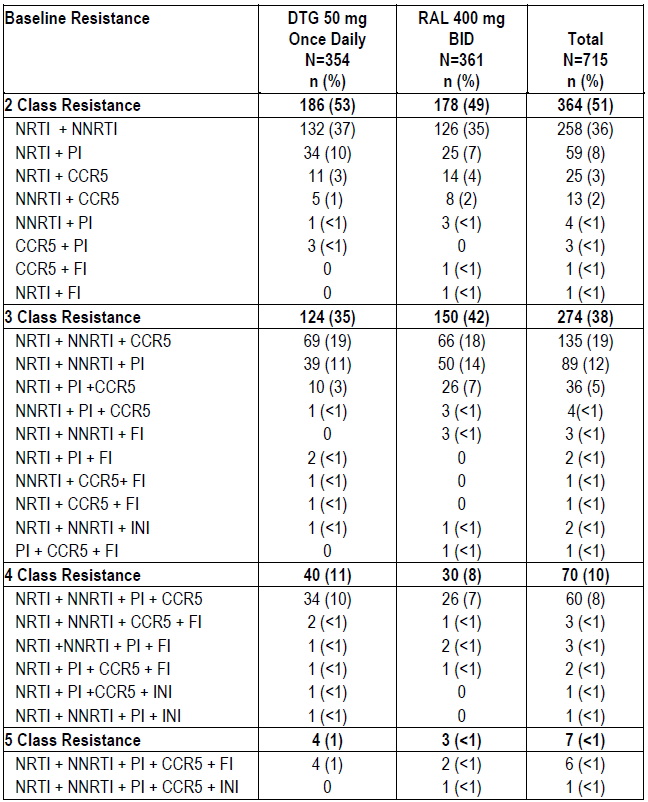 Baseline Resistance DTG 50 mg Once Daily N=354 n (%) RAL 400 mg BID N=361 n (%) Total N=715 n (%)
2 Class Resistance 186 (53) 178 (49) 364 (51)
NRTI + NNRTI 132 (37) 126 (35) 258 (36)
NRTI + PI 34 (10) 25 (7) 59 (8)
NRT + CCR5 11 (3) 14 (4) 25 (3)
NNRTI + CCR5 5 (1) 8 (2) 13 (2)
NNRTI + PI 1 (<1) 3 (<1) 4 (<1)
CCR5 + PI 3 (<1) 0 3 (<1)
CCR5 + FI 0 1 (<1) 1 (<1)
NRTI + FI 0 1 (<1) 1 (<1)
3 Class Resistance 124 (35) 150 (42) 274 (38)
NRTI + NNRTI + CCR5 69 (19) 66 (18) 135 (19)
NRTI + NNRTI + PI 39 (11) 50 (14) 89 (12)
NRTI + PI +CCR5 10 (3) 26 (7) 36 (5)
NNRTI + PI + CCR5 1 (<1) 3 (<1) 4(<1)
NRTI + NNRTI + FI 0 3 (<1) 3 (<1)
NRTI + PI + FI 2 (<1) 0 2 (<1)
NNRTI + CCR5+ FI 1 (<1) 0 1 (<1)
NRTI + CCR5 + FI 1 (<1) 0 1 (<1)
NRTI + NNRTI + INI 1 (<1) 1 (<1) 2 (<1)
PI + CCR5 + FI 0 1 (<1) 1 (<1)
4 Class Resistance 40 (11) 30 (8) 70 (10)
NRTI + NNRTI + PI + CCR5 34 (10) 26 (7) 60 (8)
NRTI + NNRTI + CCR5 + FI 2 (<1) 1 (<1) 3 (<1)
NRTI +NNRTI + PI + FI 1 (<1) 2 (<1) 3 (<1)
NRTI + PI + CCR5 + FI 1 (<1) 1 (<1) 2 (<1)
NRTI + PI +CCR5 + INI 1 (<1) 0 1 (<1)
NRTI + NNRTI + PI + INI 1 (<1) 0 1 (<1)
5 Class Resistance 4 (1) 3 (<1) 7 (<1)
NRTI + NNRTI + PI + CCR5 + FI 4 (1) 2 (<1) 6 (<1)
NRTI + NNRTI + PI + CCR5 + INI 0 1 (<1) 1 (<1)